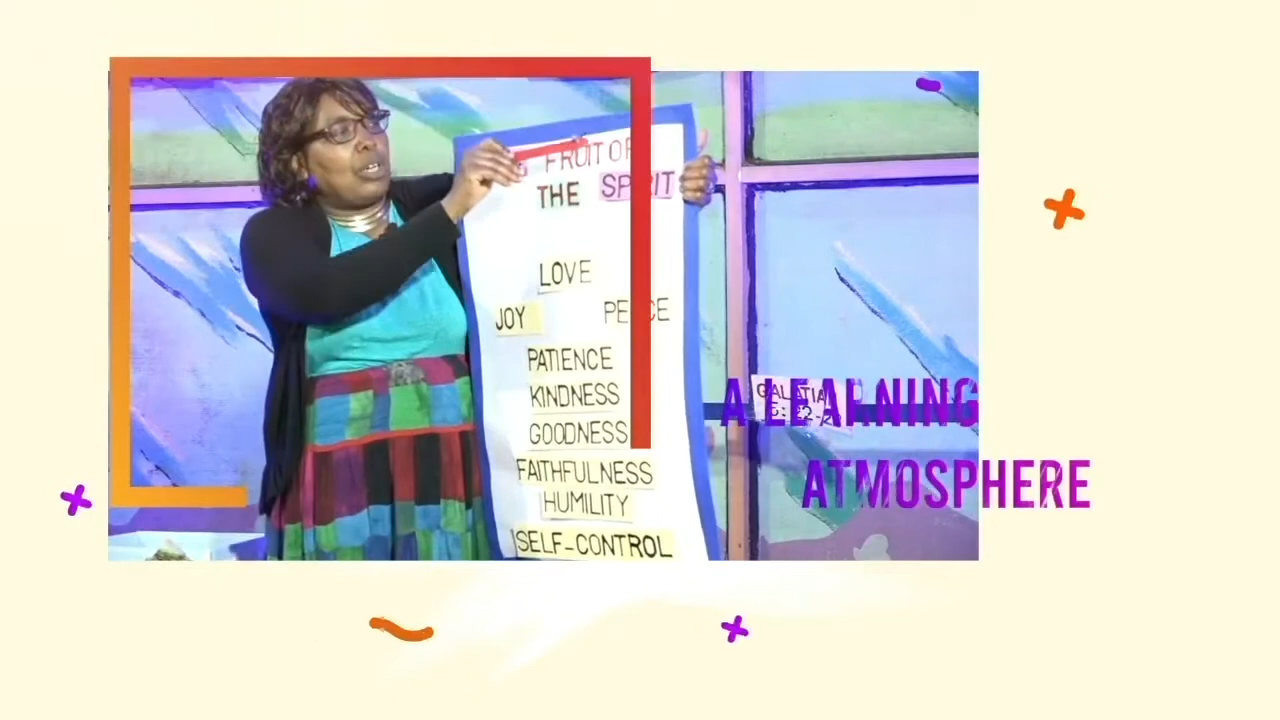 FRUIT OF
THE SPIRIT
LOVE
JOY PEACE
PATIENCE
KINDNESS
GOODNESS
FAITHFULNESS
HUMILITY
SELF-CONTROL
A LEARNING
ATMOSPHERE